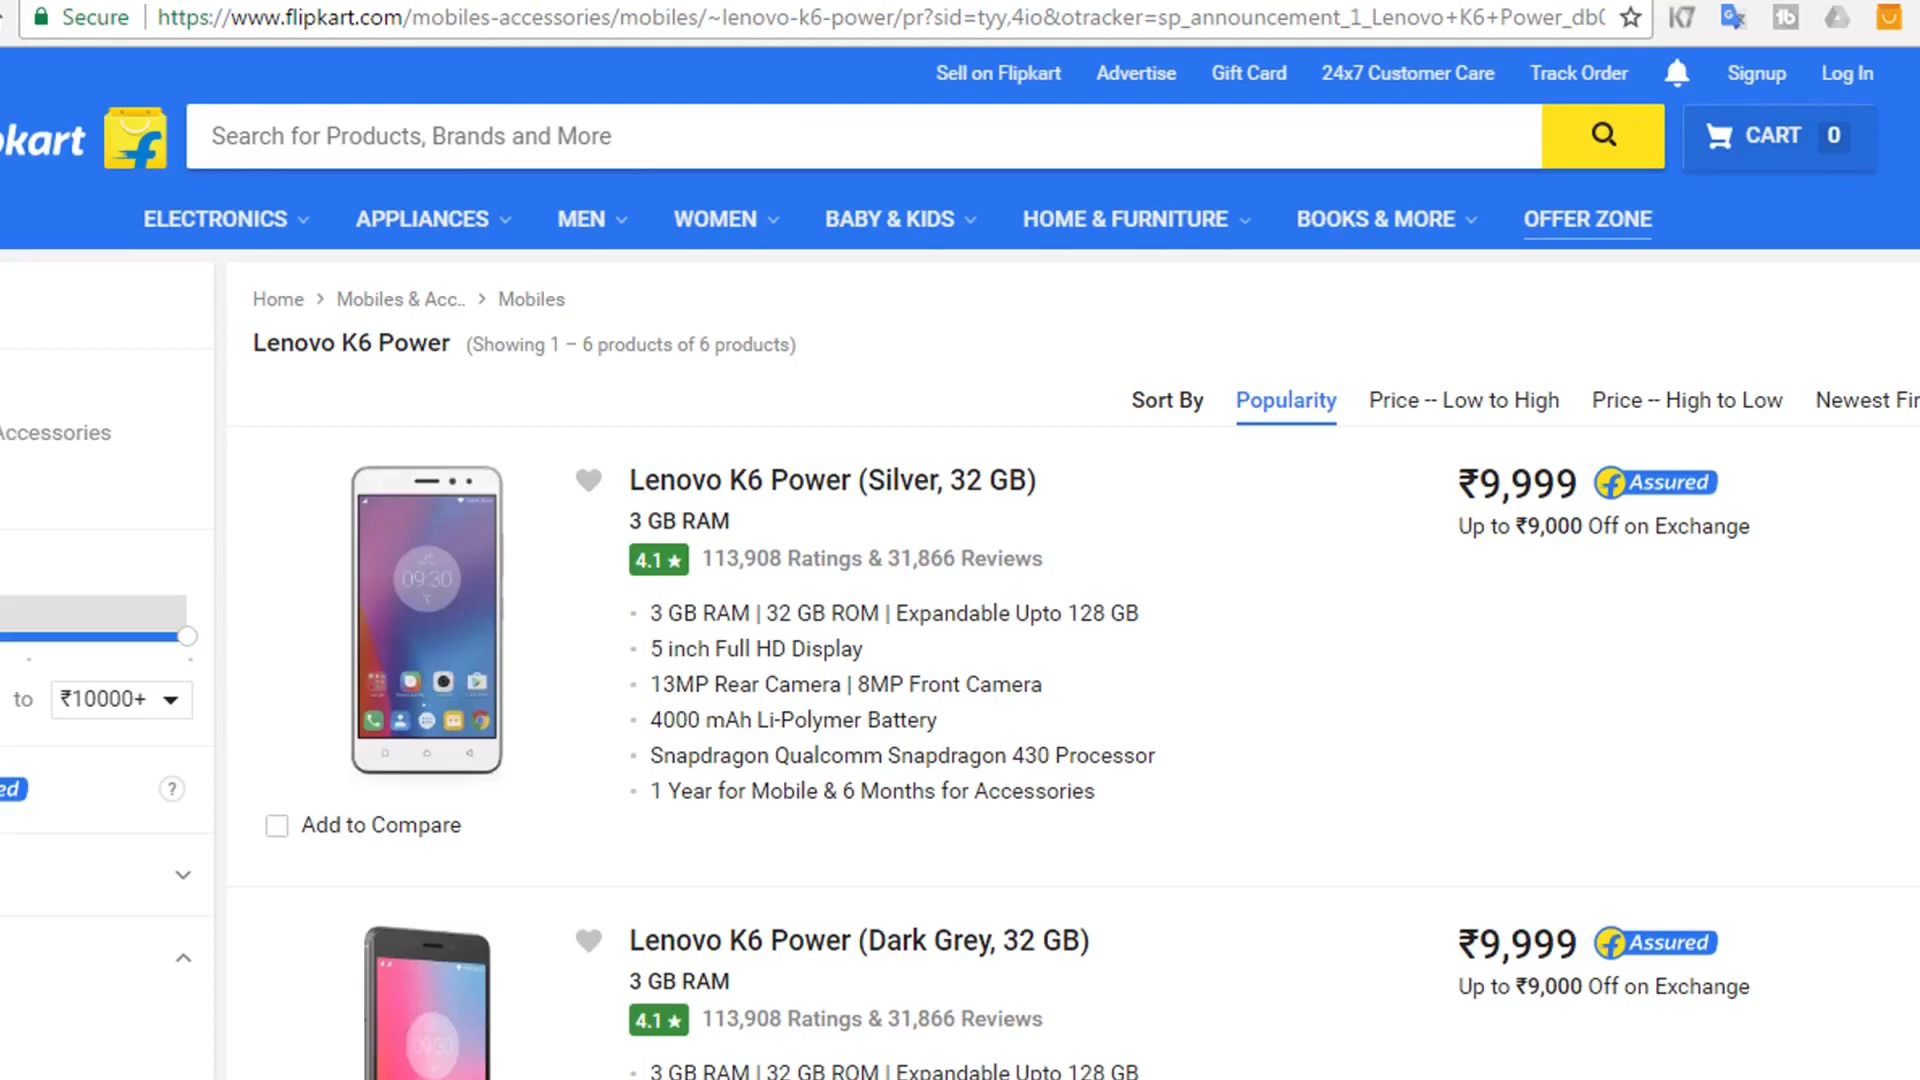 Secure https://www.flipkart.com/mobiles-accessories/mobiles/~lenovo-k6-power/pr?sid=tyy,4io&otracker=sp_announcement_1_Lenovo+K6+Power_db0
Sell on Flipkart Advertise Gift Card 24x7 Customer Care Track Order Signup Log In
kart Search for Products, Brands and More CART 0
ELECTRONICS APPLIANCES MEN WOMEN BABY & KIDS HOME & FURNITURE BOOKS & MORE OFFER ZONE
Home > Mobiles & Acc.. > Mobiles
Lenovo K6 Power (Showing 1 – 6 products of 6 products)
Sort By Popularity Price -- Low to High Price -- High to Low Newest Fir
Accessories
Lenovo K6 Power (Silver, 32 GB) ₹9,999 Assured
3 GB RAM Up to ₹9,000 Off on Exchange
4.1 ★ 113,908 Ratings & 31,866 Reviews
09:30
3 GB RAM | 32 GB ROM | Expandable Upto 128 GB
5 inch Full HD Display
13MP Rear Camera | 8MP Front Camera
to ₹10000+
4000 mAh Li-Polymer Battery
Snapdragon Qualcomm Snapdragon 430 Processor
ed ?
1 Year for Mobile & 6 Months for Accessories
Add to Compare
Lenovo K6 Power (Dark Grey, 32 GB) ₹9,999 Assured
3 GB RAM Up to ₹9,000 Off on Exchange
4.1 ★ 113,908 Ratings & 31,866 Reviews
09:30
3 GB RAM | 32 GB ROM | Expandable Upto 128 GB